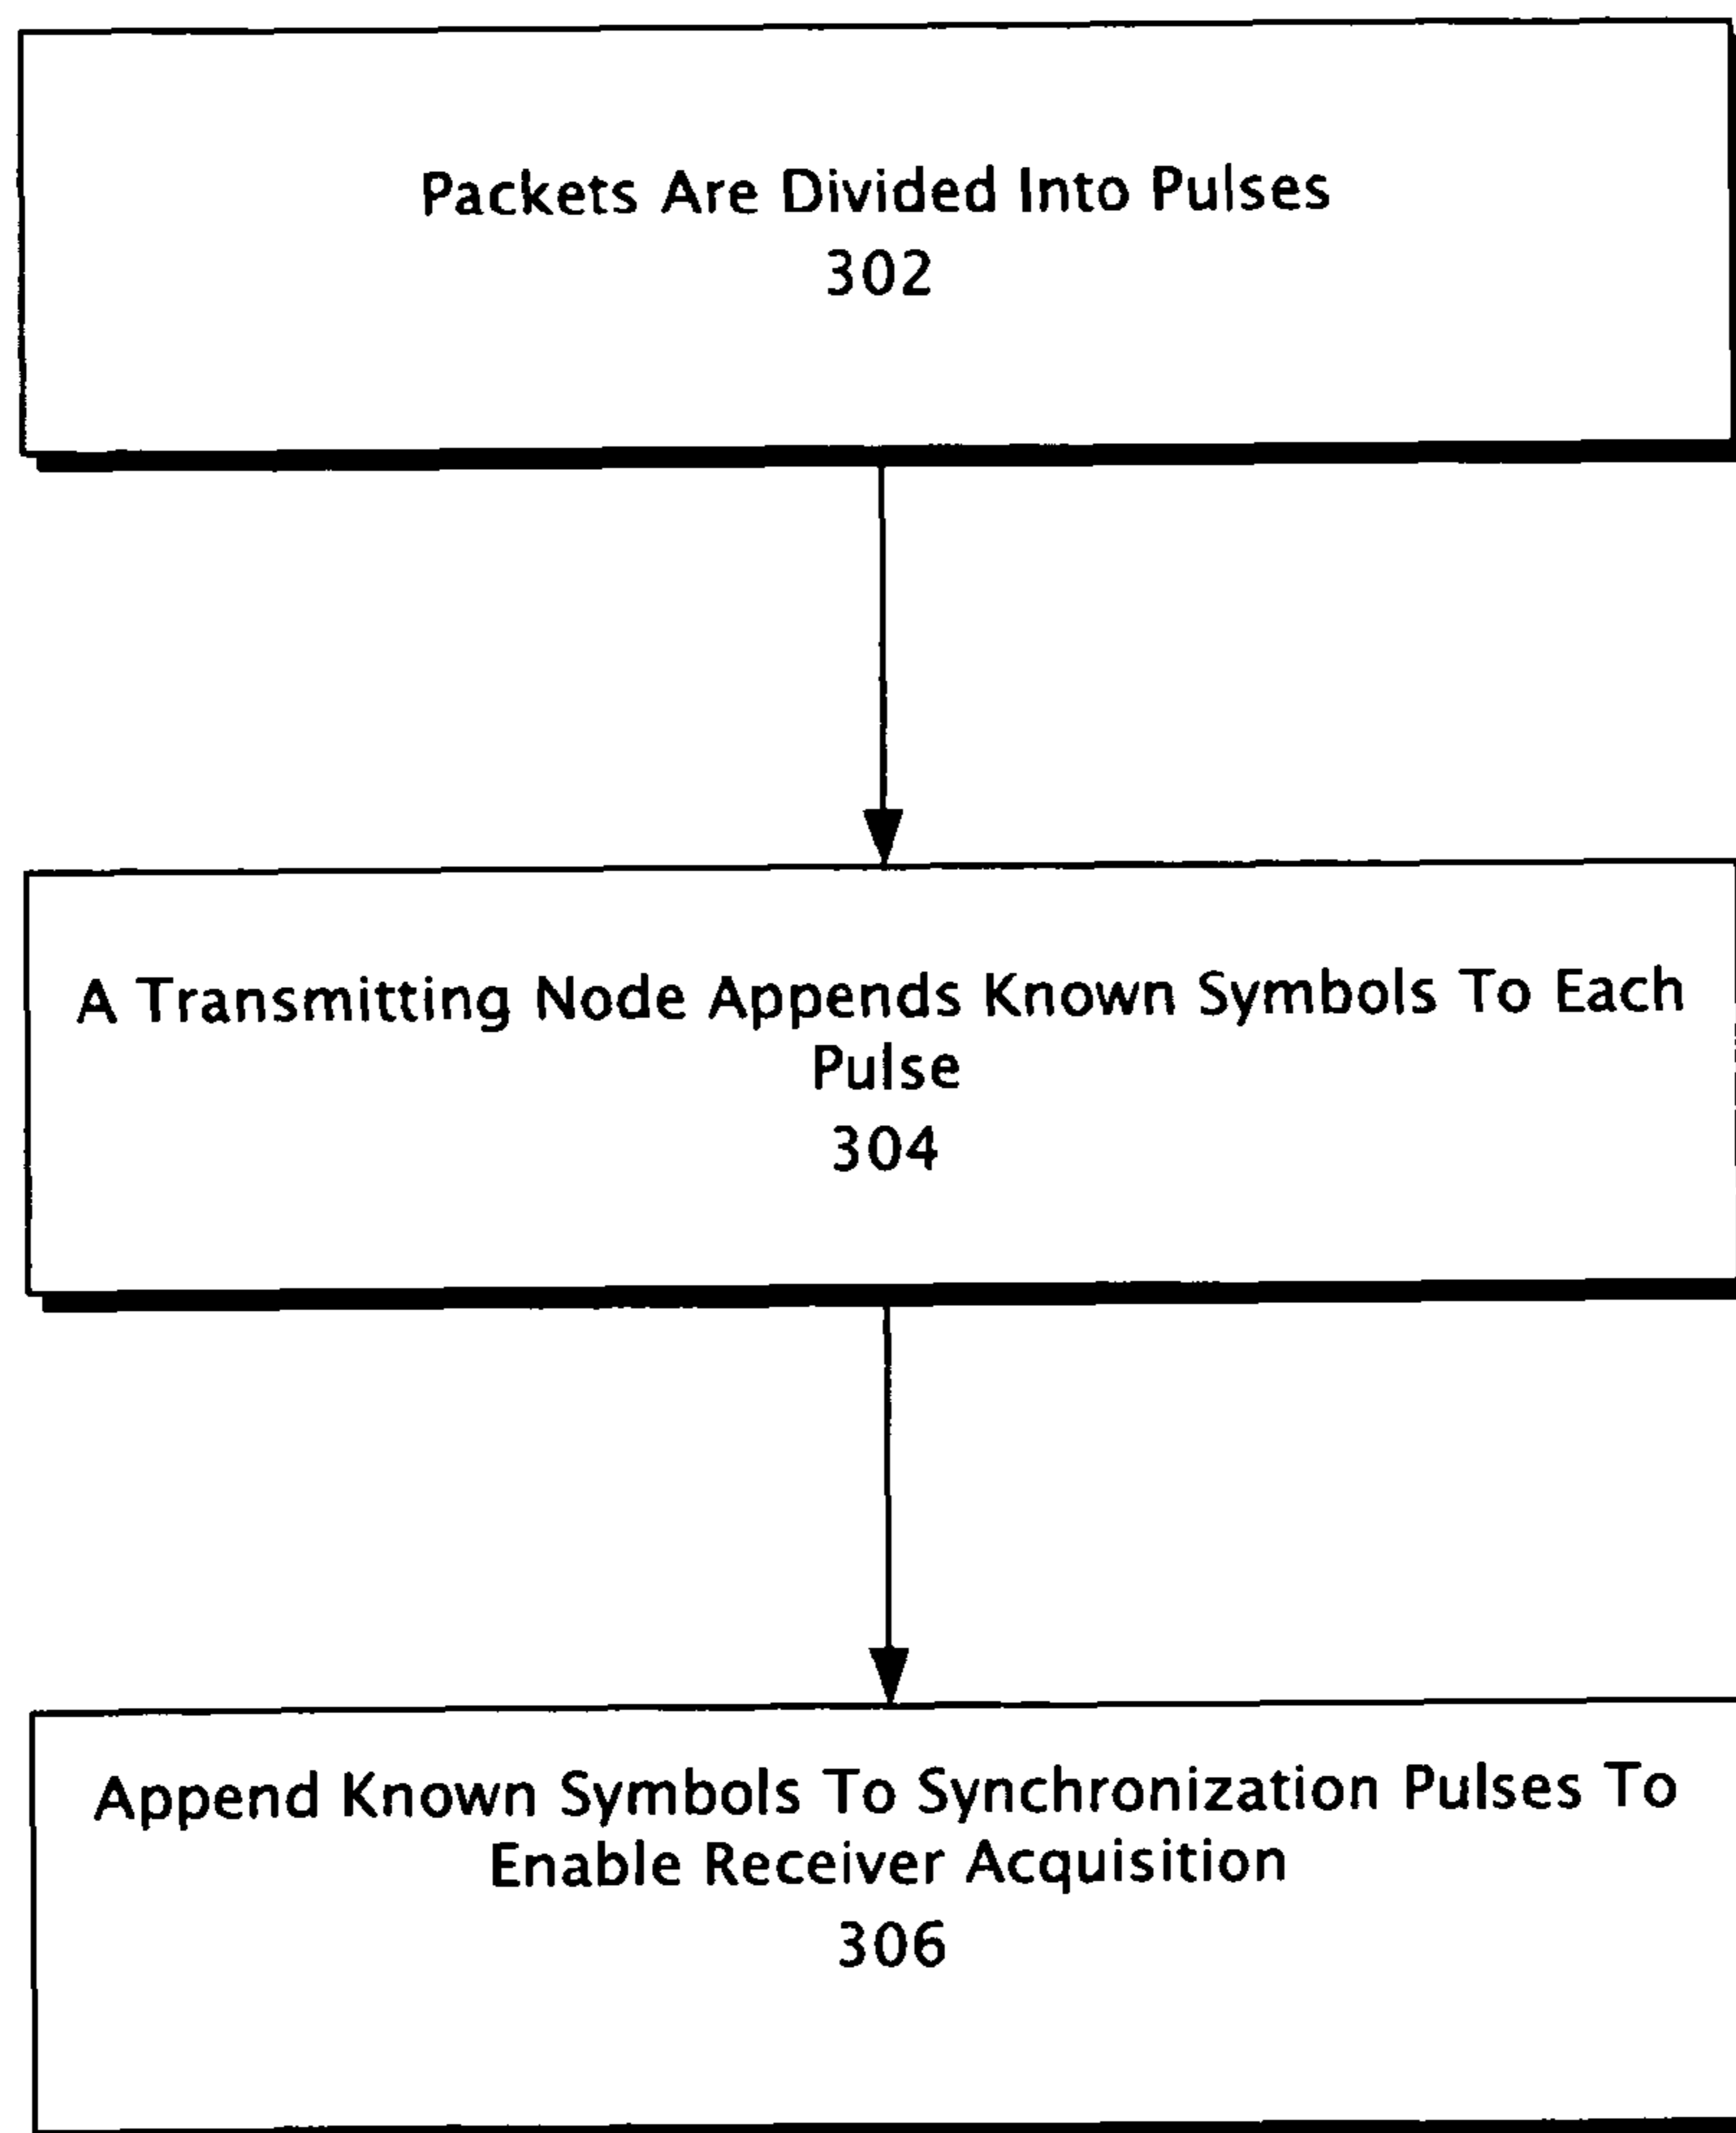 Packets Are Divided Into Pulses
302
A Transmitting Node Appends Known Symbols To Each
Pulse
304
Append Known Symbols To Synchronization Pulses To
Enable Receiver Acquisition
306